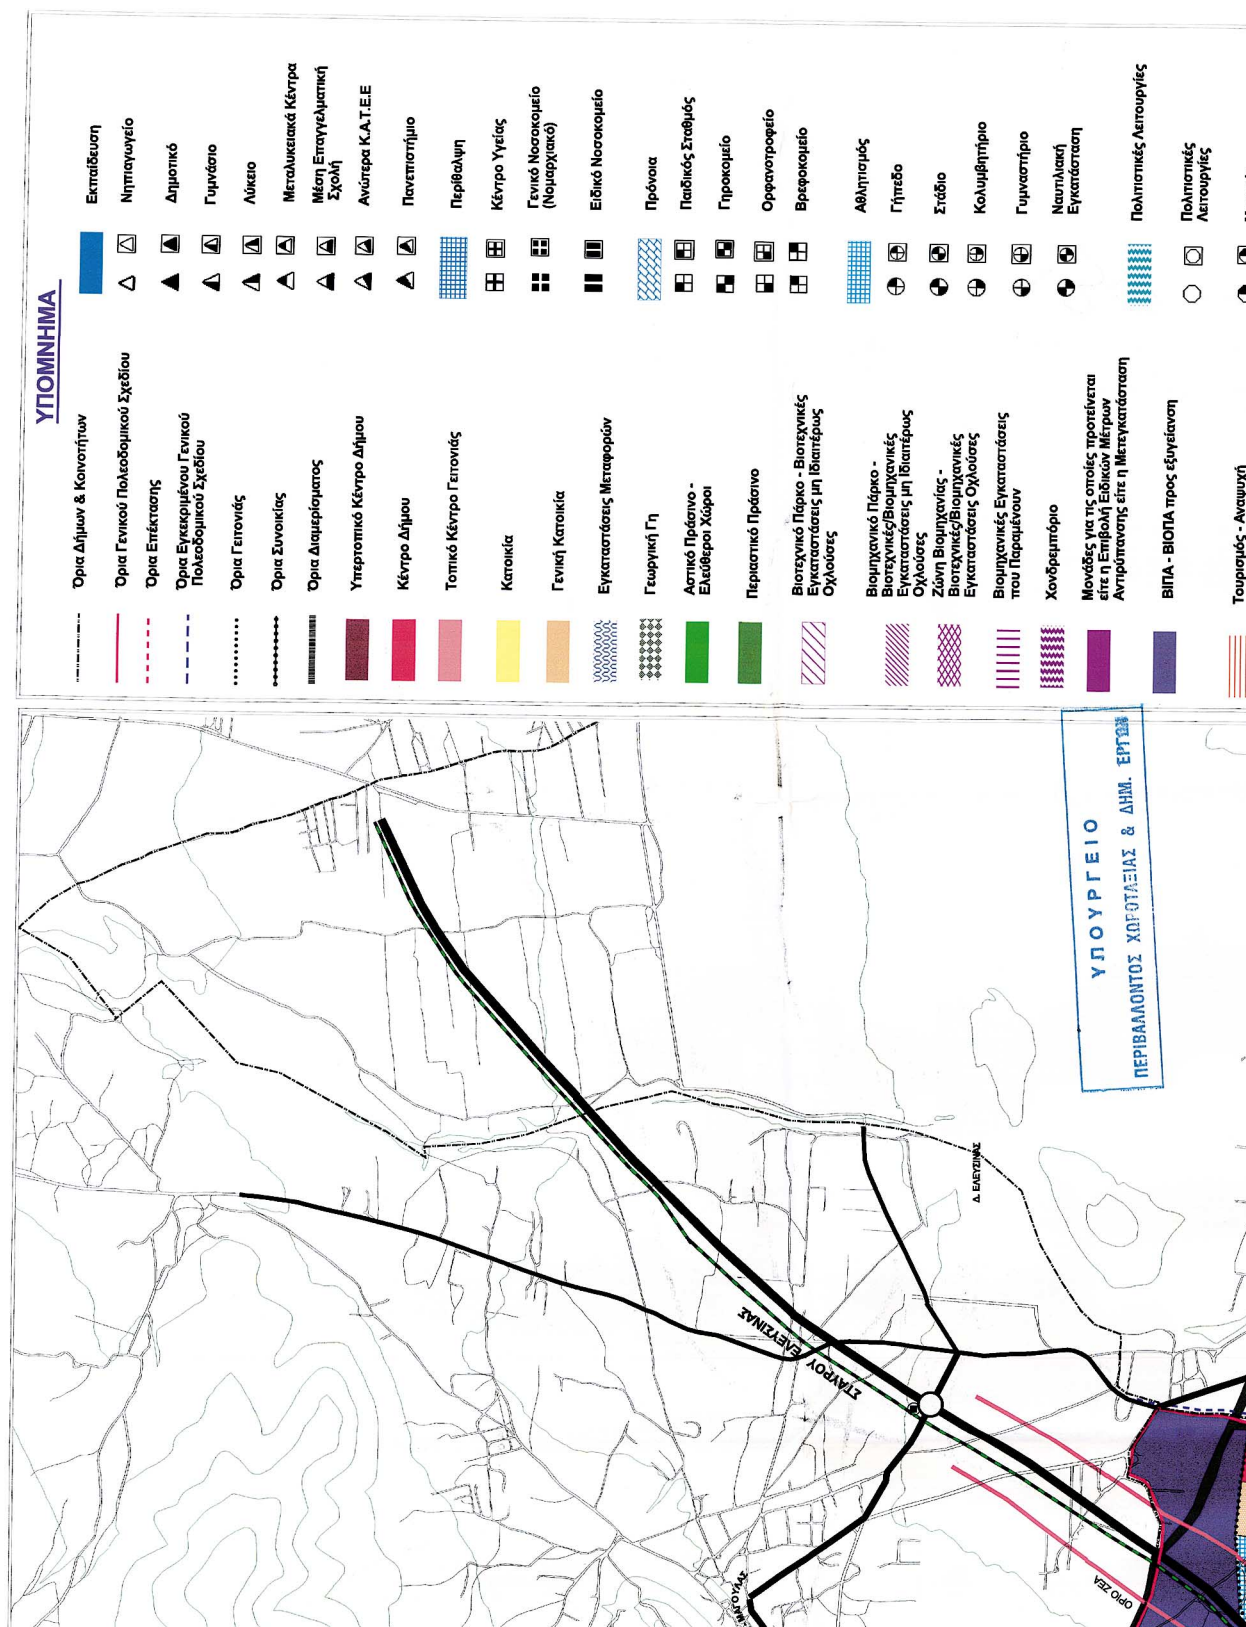 ΥΠΟΜΝΗΜΑ
Όρια Δήμων & Κοινοτήτων
Όρια Γενικού Πολεοδομικού Σχεδίου
Όρια Επέκτασης
Όρια Εγκεκριμένου Γενικού
Πολεοδομικού Σχεδίου
Όρια Γειτονιάς
Όρια Συνοικίας
Όρια Διαμερίσματος
Υπερτοπικό Κέντρο Δήμου
Κέντρο Δήμου
Τοπικό Κέντρο Γειτονιάς
Κατοικία
Γενική Κατοικία
Εγκαταστάσεις Μεταφορών
Γεωργική Γη
Αστικό Πράσινο -
Ελεύθεροι Χώροι
Περιαστικό Πράσινο
Βιοτεχνικό Πάρκο - Βιοτεχνικές
Εγκαταστάσεις μη Ιδιαιτέρως
Οχλούσες
Βιομηχανικό Πάρκο -
Βιοτεχνικές/Βιομηχανικές
Εγκαταστάσεις μη Ιδιαιτέρως
Οχλούσες
Ζώνη Βιομηχανίας -
Βιοτεχνικές/Βιομηχανικές
Εγκαταστάσεις Οχλούσες
Βιομηχανικές Εγκαταστάσεις
που Παραμένουν
Χονδρεμπόριο
Μονάδες για τις οποίες προτείνεται
είτε η Επιβολή Ειδικών Μέτρων
Αντιρύπανσης είτε η Μετεγκατάσταση
ΒΙΠΑ - ΒΙΟΠΑ προς εξυγείανση
Τουρισμός - Αναψυχή
Εκπαίδευση
Νηπιαγωγείο
Δημοτικό
Γυμνάσιο
Λύκειο
Μεταλυκειακά Κέντρα
Μέση Επαγγελματική
Σχολή
Ανώτερα Κ.Α.Τ.Ε.Ε
Πανεπιστήμιο
Περίθαλψη
Κέντρο Υγείας
Γενικό Νοσοκομείο
(Νομαρχιακό)
Ειδικό Νοσοκομείο
Πρόνοια
Παιδικός Σταθμός
Γηροκομείο
Ορφανοτροφείο
Βρεφοκομείο
Αθλητισμός
Γήπεδο
Στάδιο
Κολυμβητήριο
Γυμναστήριο
Ναυτιλιακή
Εγκατάσταση
Πολιτιστικές Λειτουργίες
Πολιτιστικές
Λειτουργίες
ΥΠΟΥΡΓΕΙΟ
ΠΕΡΙΒΑΛΛΟΝΤΟΣ ΧΩΡΟΤΑΞΙΑΣ & ΔΗΜ. ΕΡΓΩΝ
Δ. ΕΛΕΥΣΙΝΑΣ
ΣΤΑΥΡΟΥ ΕΛΕΥΣΙΝΑΣ
ΜΑΓΟΥΛΑΣ
ΟΡΙΟ ΖΕΑ